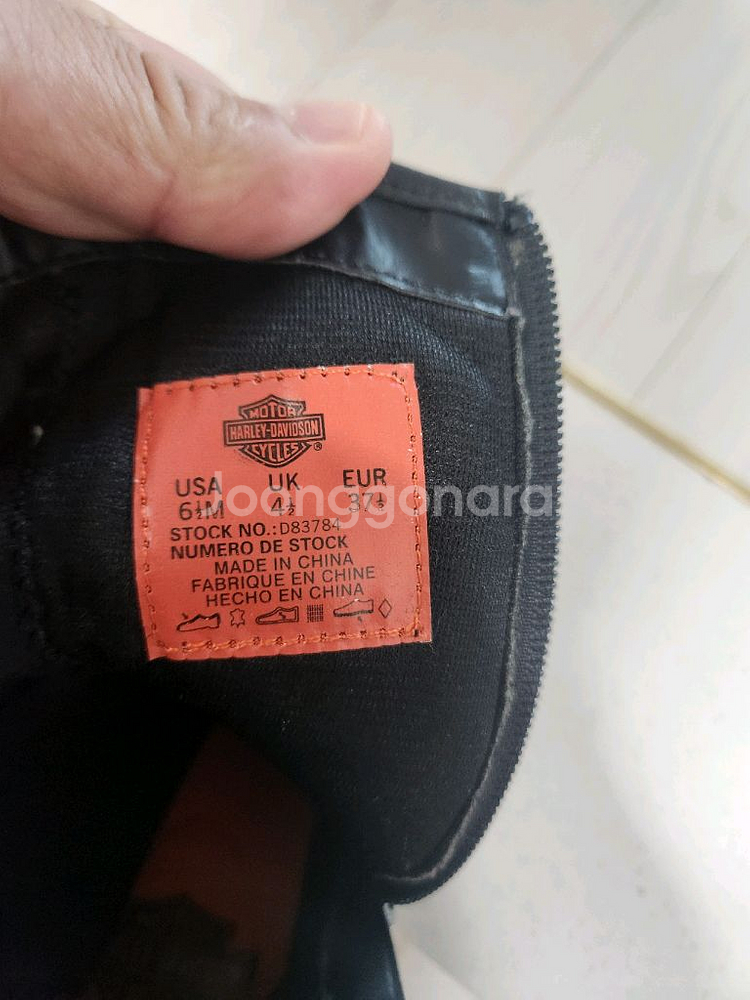 MOTOR
HARLEY-DAVIDSON
CYCLES ®
USA UK EUR
6½M 4½ 37½
STOCK NO.: D83784
NUMERO DE STOCK
MADE IN CHINA
FABRIQUE EN CHINE
HECHO EN CHINA
joonggonara